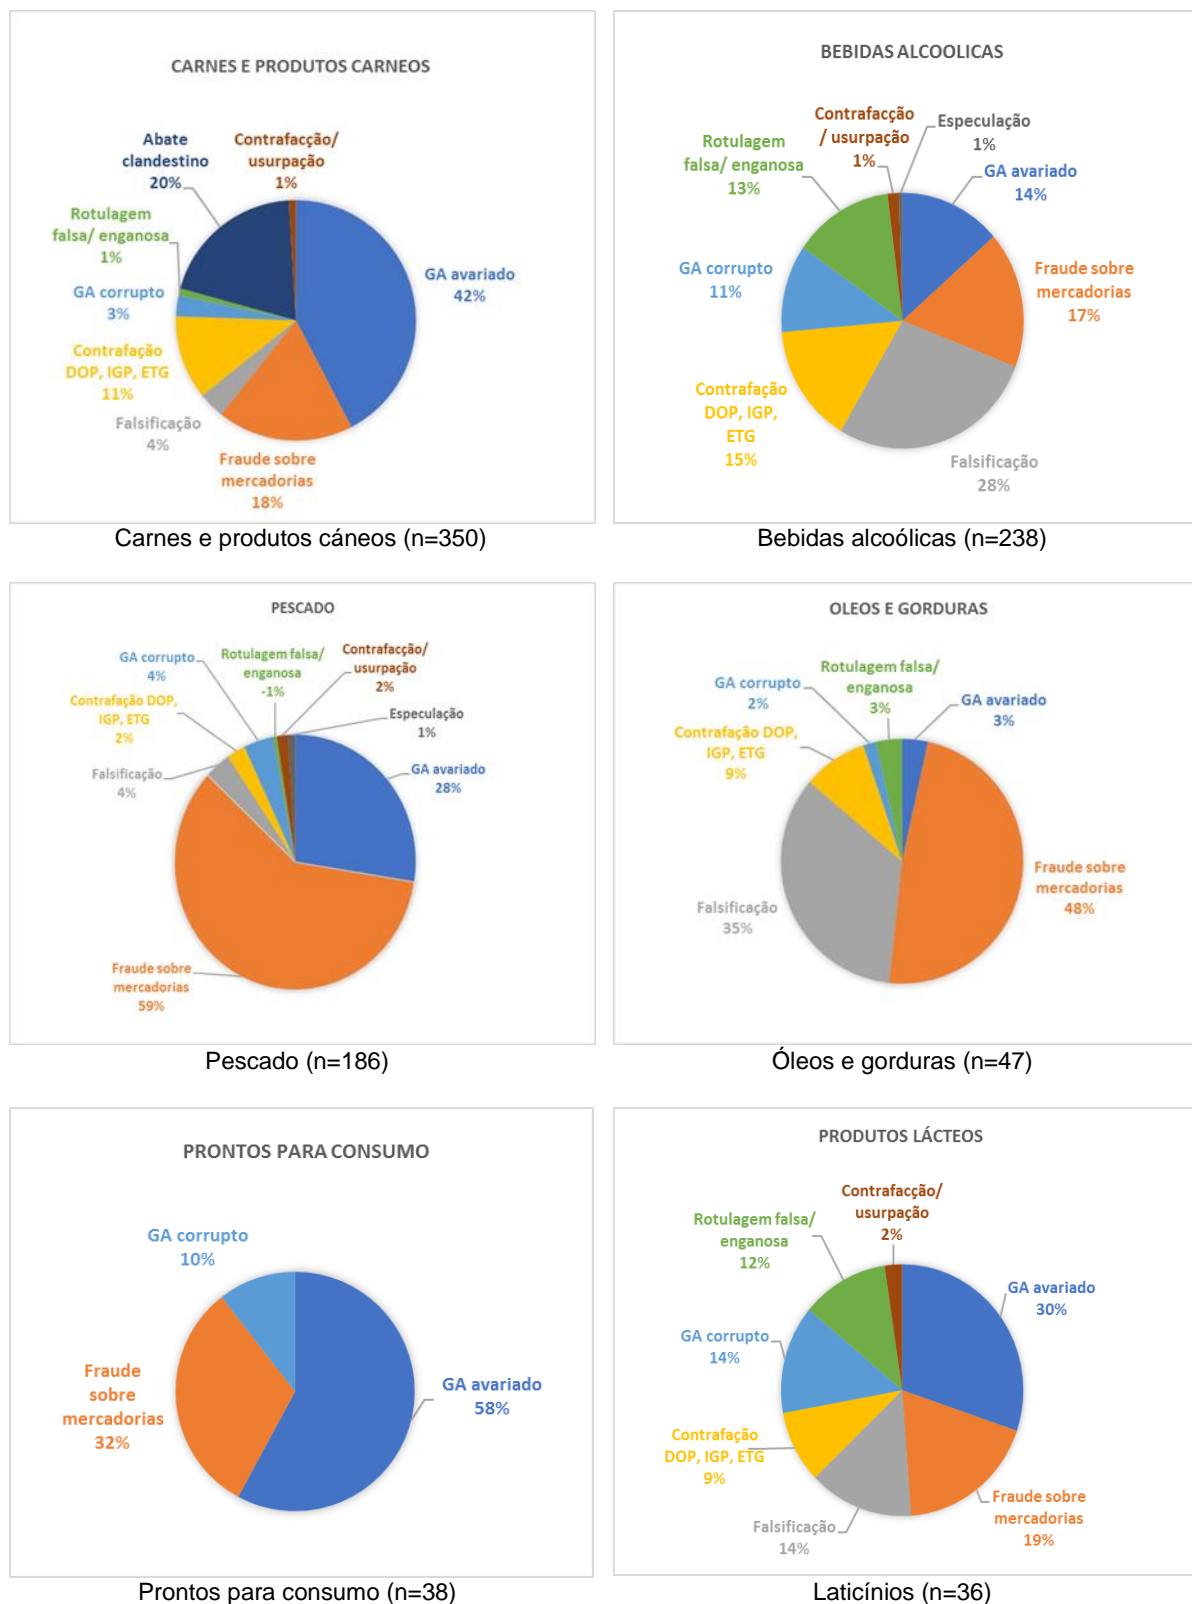 CARNES E PRODUTOS CARNEOS
Abate
clandestino
20%
Contrafacção/
usurpação
1%
Rotulagem
falsa/ enganosa
1%
GA corrupto
3%
Contrafação
DOP, IGP, ETG
11%
Falsificação
4%
Fraude sobre
mercadorias
18%
GA avariado
42%
Carnes e produtos cáneos (n=350)
BEBIDAS ALCOOLICAS
Contrafacção
/ usurpação
1%
Especulação
1%
Rotulagem
falsa/ enganosa
13%
GA avariado
14%
GA corrupto
11%
Fraude sobre
mercadorias
17%
Contrafação
DOP, IGP,
ETG
15%
Falsificação
28%
Bebidas alcoólicas (n=238)
PESCADO
GA corrupto
4%
Rotulagem falsa/
enganosa
-1%
Contrafacção/
usurpação
2%
Contrafação DOP,
IGP, ETG
2%
Especulação
1%
Falsificação
4%
GA avariado
28%
Fraude sobre
mercadorias
59%
Pescado (n=186)
OLEOS E GORDURAS
GA corrupto
2%
Rotulagem falsa/
enganosa
3%
GA avariado
3%
Contrafação DOP,
IGP, ETG
9%
Falsificação
35%
Fraude sobre
mercadorias
48%
Óleos e gorduras (n=47)
PRONTOS PARA CONSUMO
GA corrupto
10%
Fraude
sobre
mercadorias
32%
GA avariado
58%
Prontos para consumo (n=38)
PRODUTOS LÁCTEOS
Contrafacção/
usurpação
2%
Rotulagem falsa/
enganosa
12%
GA avariado
30%
GA corrupto
14%
Contrafação
DOP, IGP, ETG
9%
Falsificação
14%
Fraude sobre
mercadorias
19%
Laticínios (n=36)